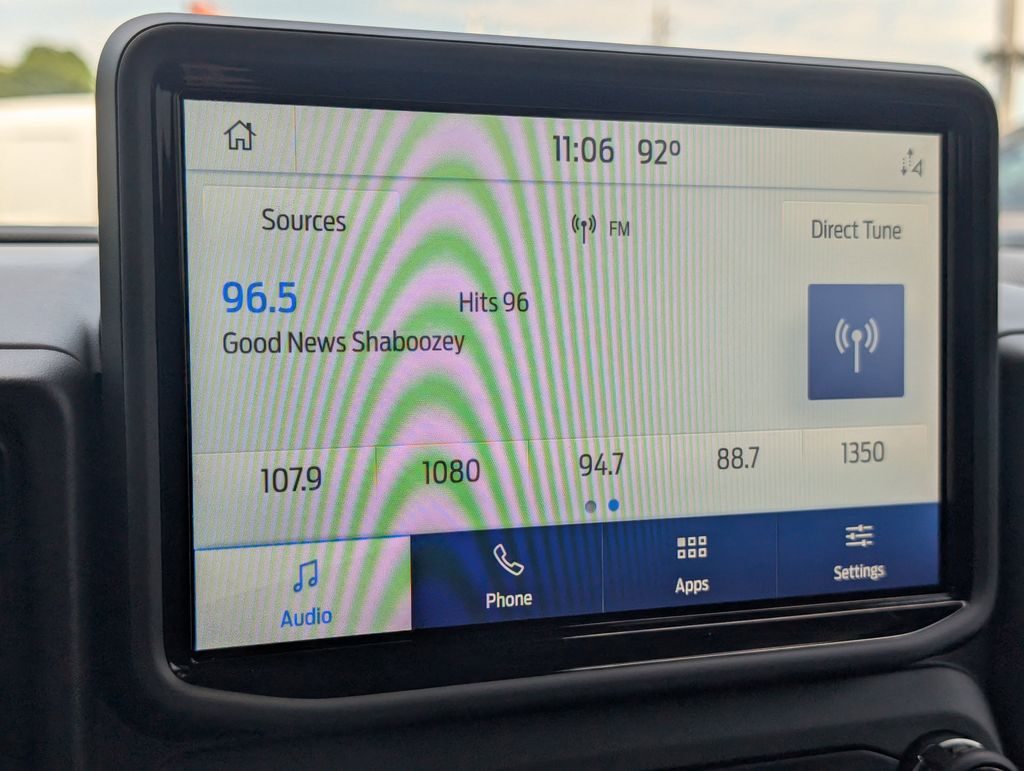 11:06 92°
Sources
FM
Direct Tune
96.5
Hits 96
Good News Shaboozey
107.9
1080
94.7
88.7
1350
Audio
Phone
Apps
Settings